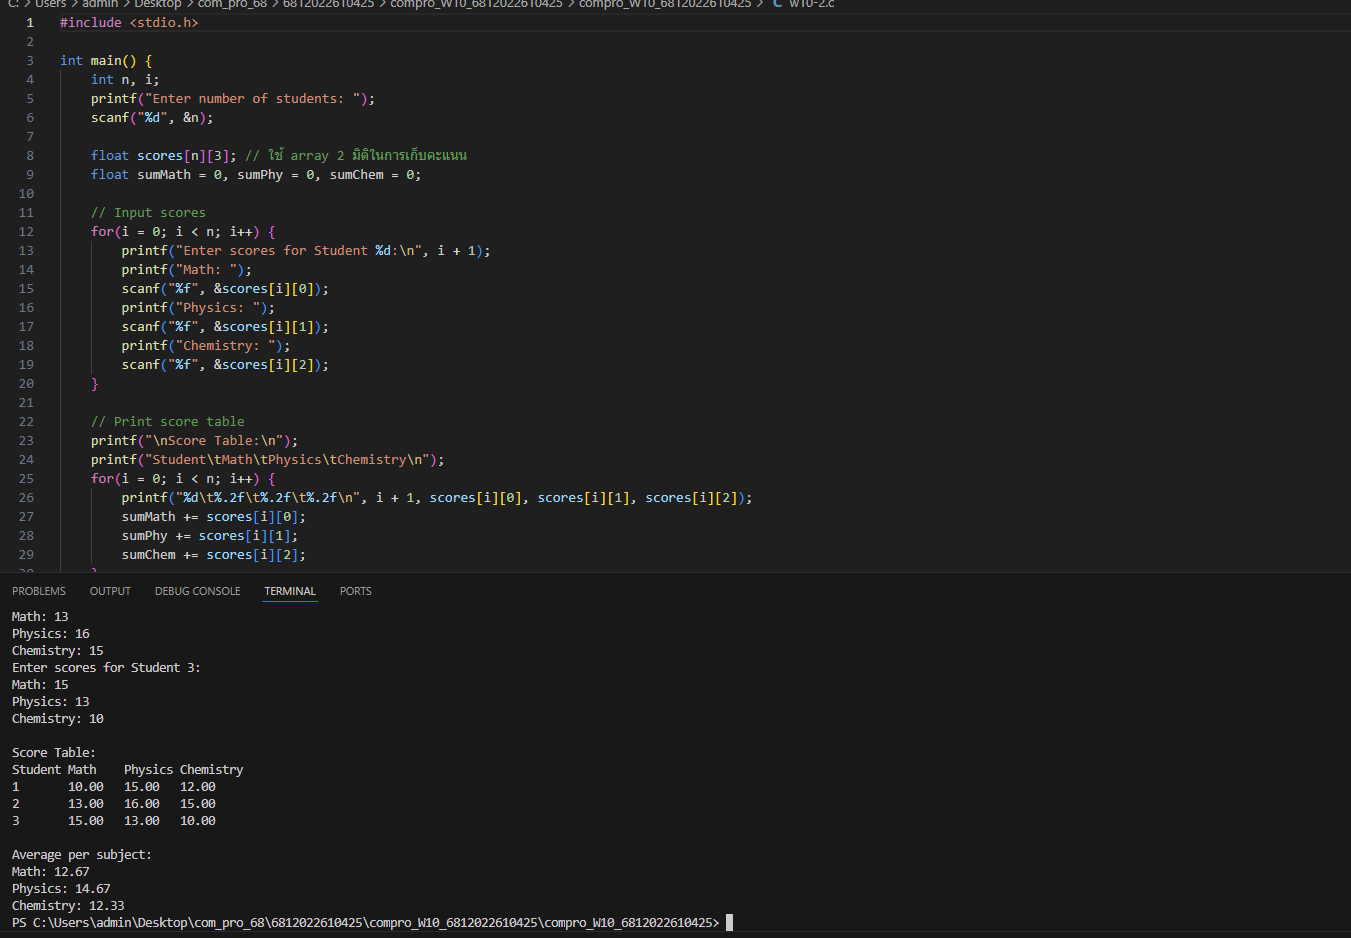 C: > Users > admin > Desktop > com_pro_68 > 6812022610425 > compro_W10_6812022610425 > compro_W10_6812022610425 > C w10-2.c
1 #include <stdio.h>
2
3 int main() {
4     int n, i;
5     printf("Enter number of students: ");
6     scanf("%d", &n);
7
8     float scores[n][3]; // ใช้ array 2 มิติในการเก็บคะแนน
9     float sumMath = 0, sumPhy = 0, sumChem = 0;
10
11     // Input scores
12     for(i = 0; i < n; i++) {
13         printf("Enter scores for Student %d:\n", i + 1);
14         printf("Math: ");
15         scanf("%f", &scores[i][0]);
16         printf("Physics: ");
17         scanf("%f", &scores[i][1]);
18         printf("Chemistry: ");
19         scanf("%f", &scores[i][2]);
20     }
21
22     // Print score table
23     printf("\nScore Table:\n");
24     printf("Student\tMath\tPhysics\tChemistry\n");
25     for(i = 0; i < n; i++) {
26         printf("%d\t%.2f\t%.2f\t%.2f\n", i + 1, scores[i][0], scores[i][1], scores[i][2]);
27         sumMath += scores[i][0];
28         sumPhy += scores[i][1];
29         sumChem += scores[i][2];
30     }
PROBLEMS OUTPUT DEBUG CONSOLE TERMINAL PORTS
Math: 13
Physics: 16
Chemistry: 15
Enter scores for Student 3:
Math: 15
Physics: 13
Chemistry: 10

Score Table:
Student Math    Physics Chemistry
1       10.00   15.00   12.00
2       13.00   16.00   15.00
3       15.00   13.00   10.00

Average per subject:
Math: 12.67
Physics: 14.67
Chemistry: 12.33
PS C:\Users\admin\Desktop\com_pro_68\6812022610425\compro_W10_6812022610425\compro_W10_6812022610425>